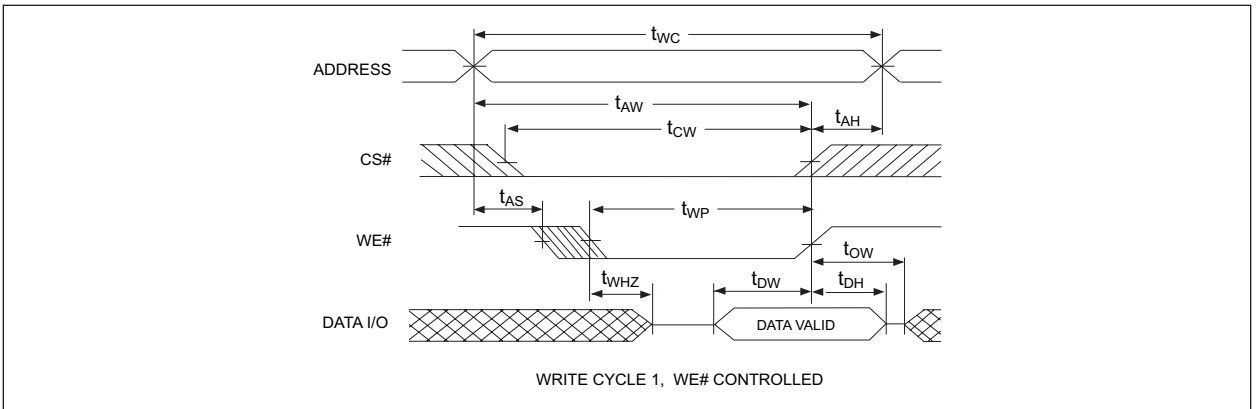 tWC
ADDRESS
tAW
tCW
tAH
CS#
tAS
tWP
WE#
tOW
tWHZ
tDW
tDH
DATA I/O
DATA VALID
WRITE CYCLE 1, WE# CONTROLLED